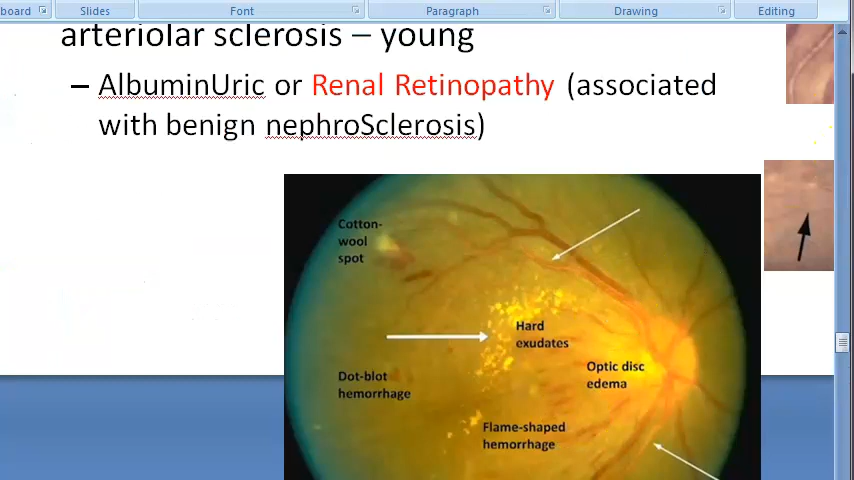 board Slides Font Paragraph Drawing Editing
arteriolar sclerosis – young
– AlbuminUric or Renal Retinopathy (associated
with benign nephroSclerosis)
Cotton-
wool
spot
Hard
exudates
Optic disc
edema
Dot-blot
hemorrhage
Flame-shaped
hemorrhage